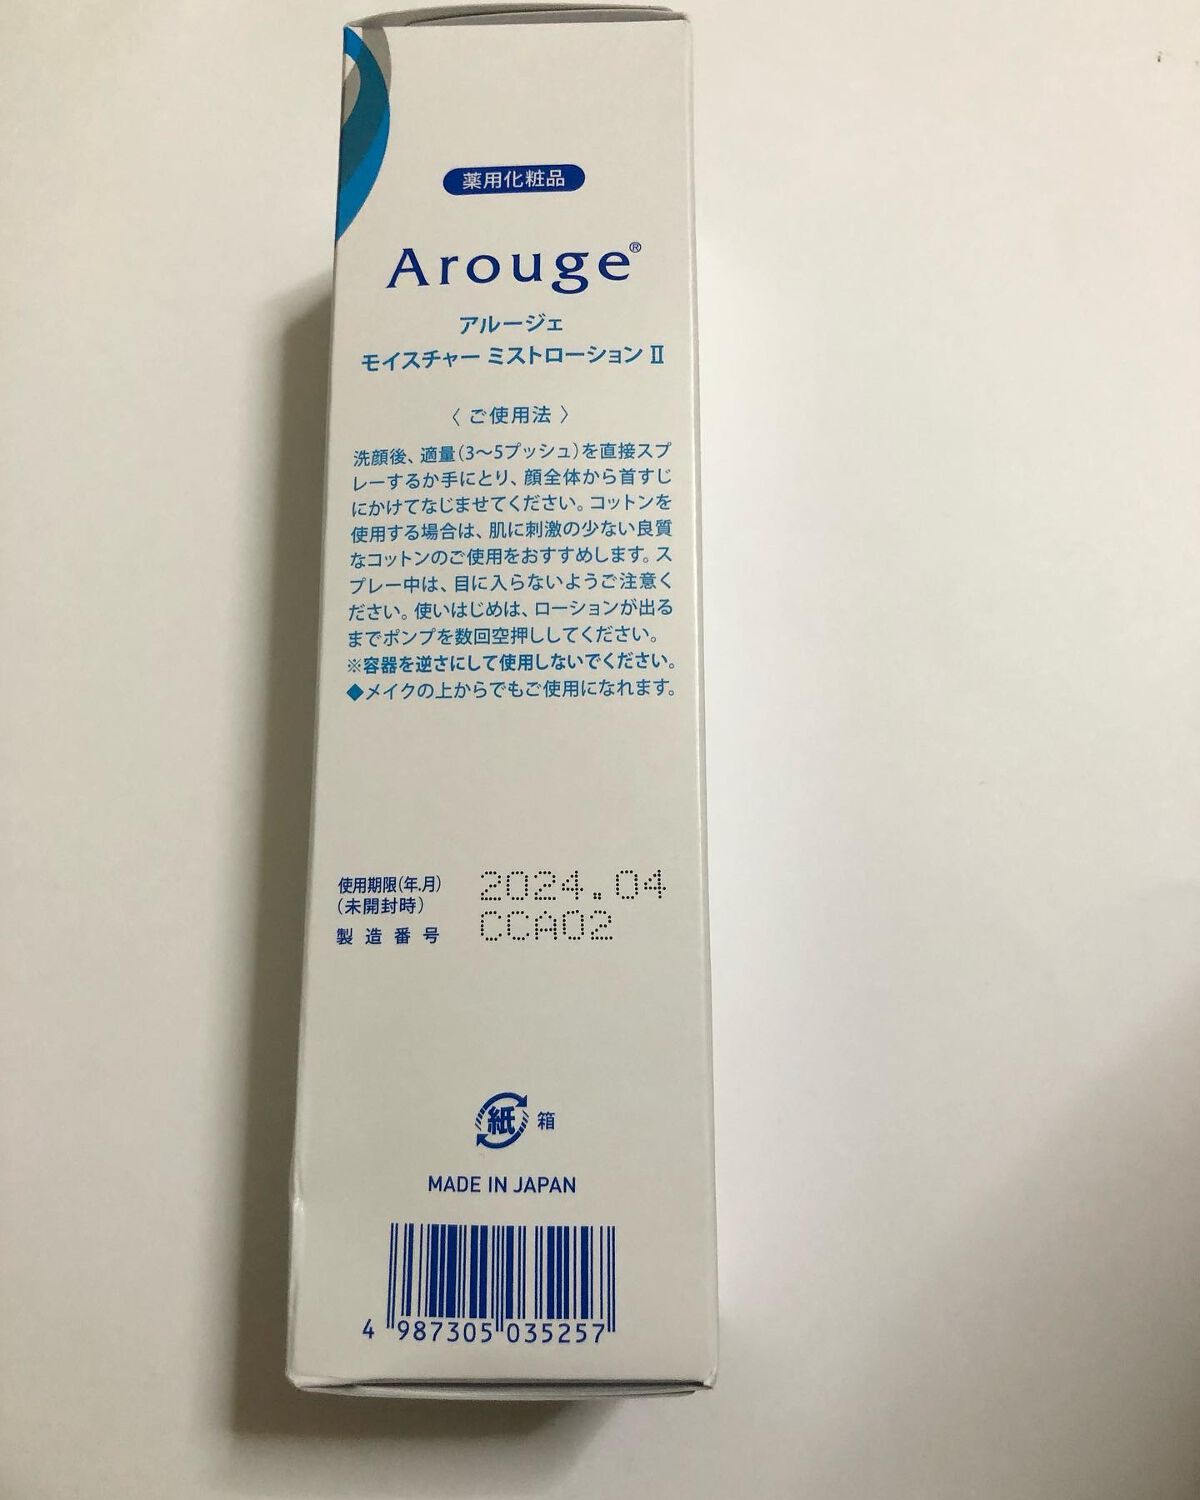 薬用化粧品
Arouge®
アルージェ
モイスチャー ミストローション Ⅱ
〈 ご使用法 〉
洗顔後、適量(3〜5プッシュ)を直接スプ
レーするか手にとり、顔全体から首すじ
にかけてなじませてください。コットンを
使用する場合は、肌に刺激の少ない良質
なコットンのご使用をおすすめします。ス
プレー中は、目に入らないようご注意く
ださい。使いはじめは、ローションが出る
までポンプを数回空押ししてください。
※容器を逆さにして使用しないでください。
◆メイクの上からでもご使用になれます。
使用期限(年.月) 2024.04
(未開封時)
製造番号 CCA02
紙 箱
MADE IN JAPAN
4 987305 035257